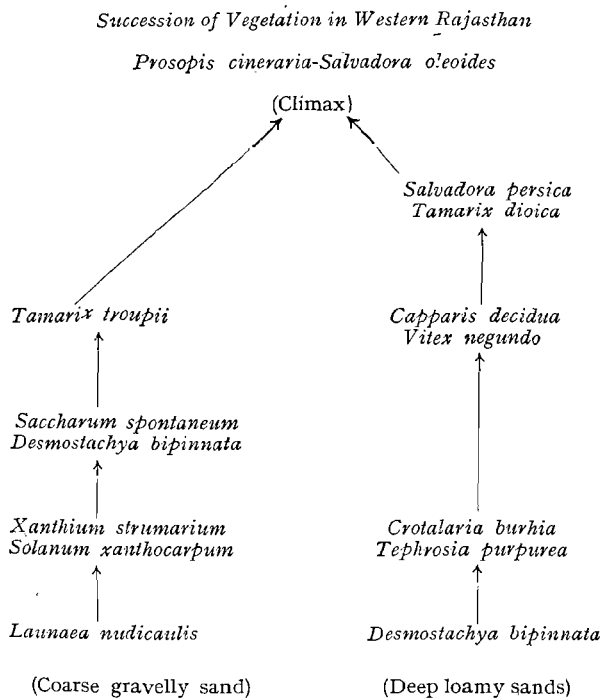 Succession of Vegetation in Western Rajasthan
Prosopis cineraria-Salvadora oleoides
(Climax)
Salvadora persica
Tamarix dioica
Tamarix troupii
Capparis decidua
Vitex negundo
Saccharum spontaneum
Desmostachya bipinnata
Xanthium strumarium
Solanum xanthocarpum
Crotalaria burhia
Tephrosia purpurea
Launaea nudicaulis
Desmostachya bipinnata
(Coarse gravelly sand)
(Deep loamy sands)